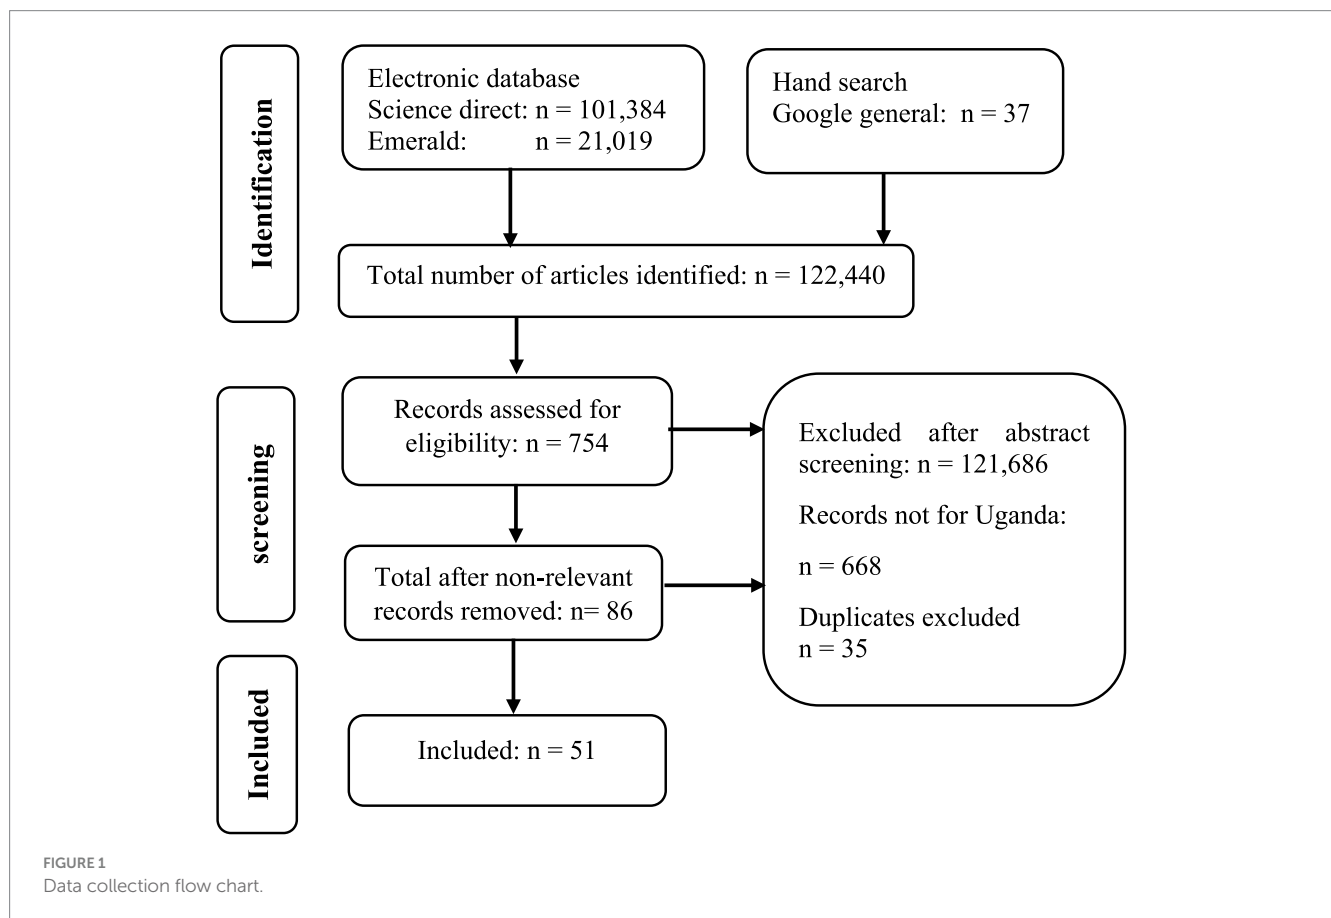 Identification
Electronic database
Science direct: n = 101,384
Emerald: n = 21,019
Hand search
Google general: n = 37
Total number of articles identified: n = 122,440
screening
Records assessed for
eligibility: n = 754
Excluded after abstract
screening: n = 121,686
Records not for Uganda:
n = 668
Duplicates excluded
n = 35
Total after non-relevant
records removed: n= 86
Included
Included: n = 51
FIGURE 1
Data collection flow chart.